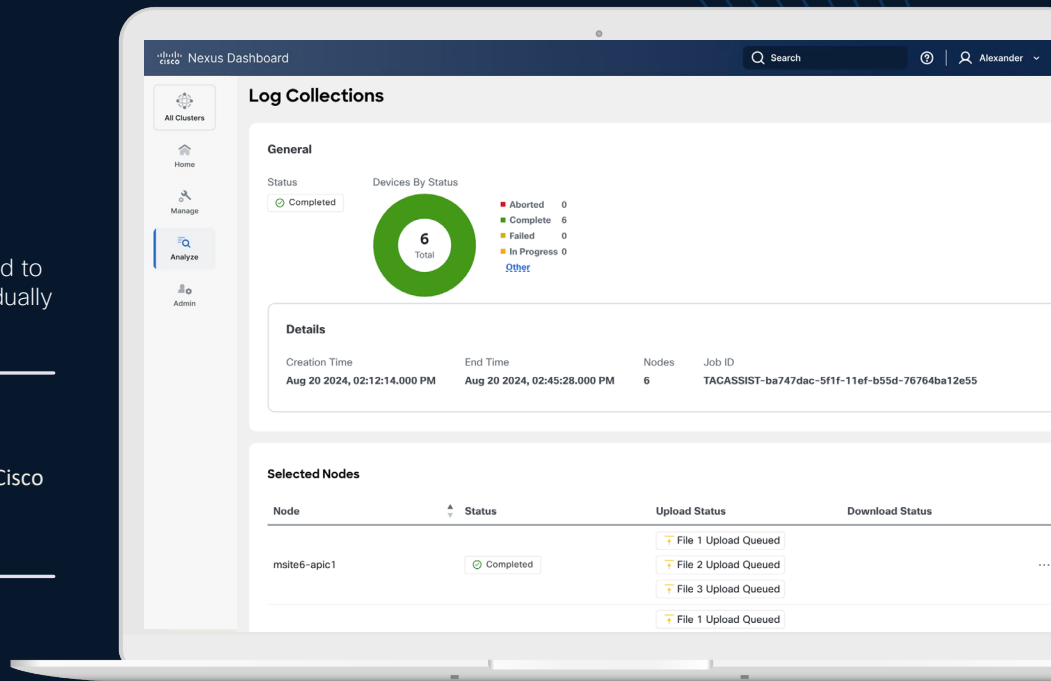 d to
dually
Cisco
cisco Nexus Dashboard
Search
Alexander
All Clusters
Home
Manage
Analyze
Admin
Log Collections
General
Status
Completed
Devices By Status
6
Total
Aborted 0
Complete 6
Failed 0
In Progress 0
Other
Details
Creation Time End Time Nodes Job ID
Aug 20 2024, 02:12:14.000 PM Aug 20 2024, 02:45:28.000 PM 6 TACASSIST-ba747dac-5f1f-11ef-b55d-76764ba12e55
Selected Nodes
Node Status Upload Status Download Status
File 1 Upload Queued
msite6-apic1 Completed File 2 Upload Queued ...
File 3 Upload Queued
File 1 Upload Queued